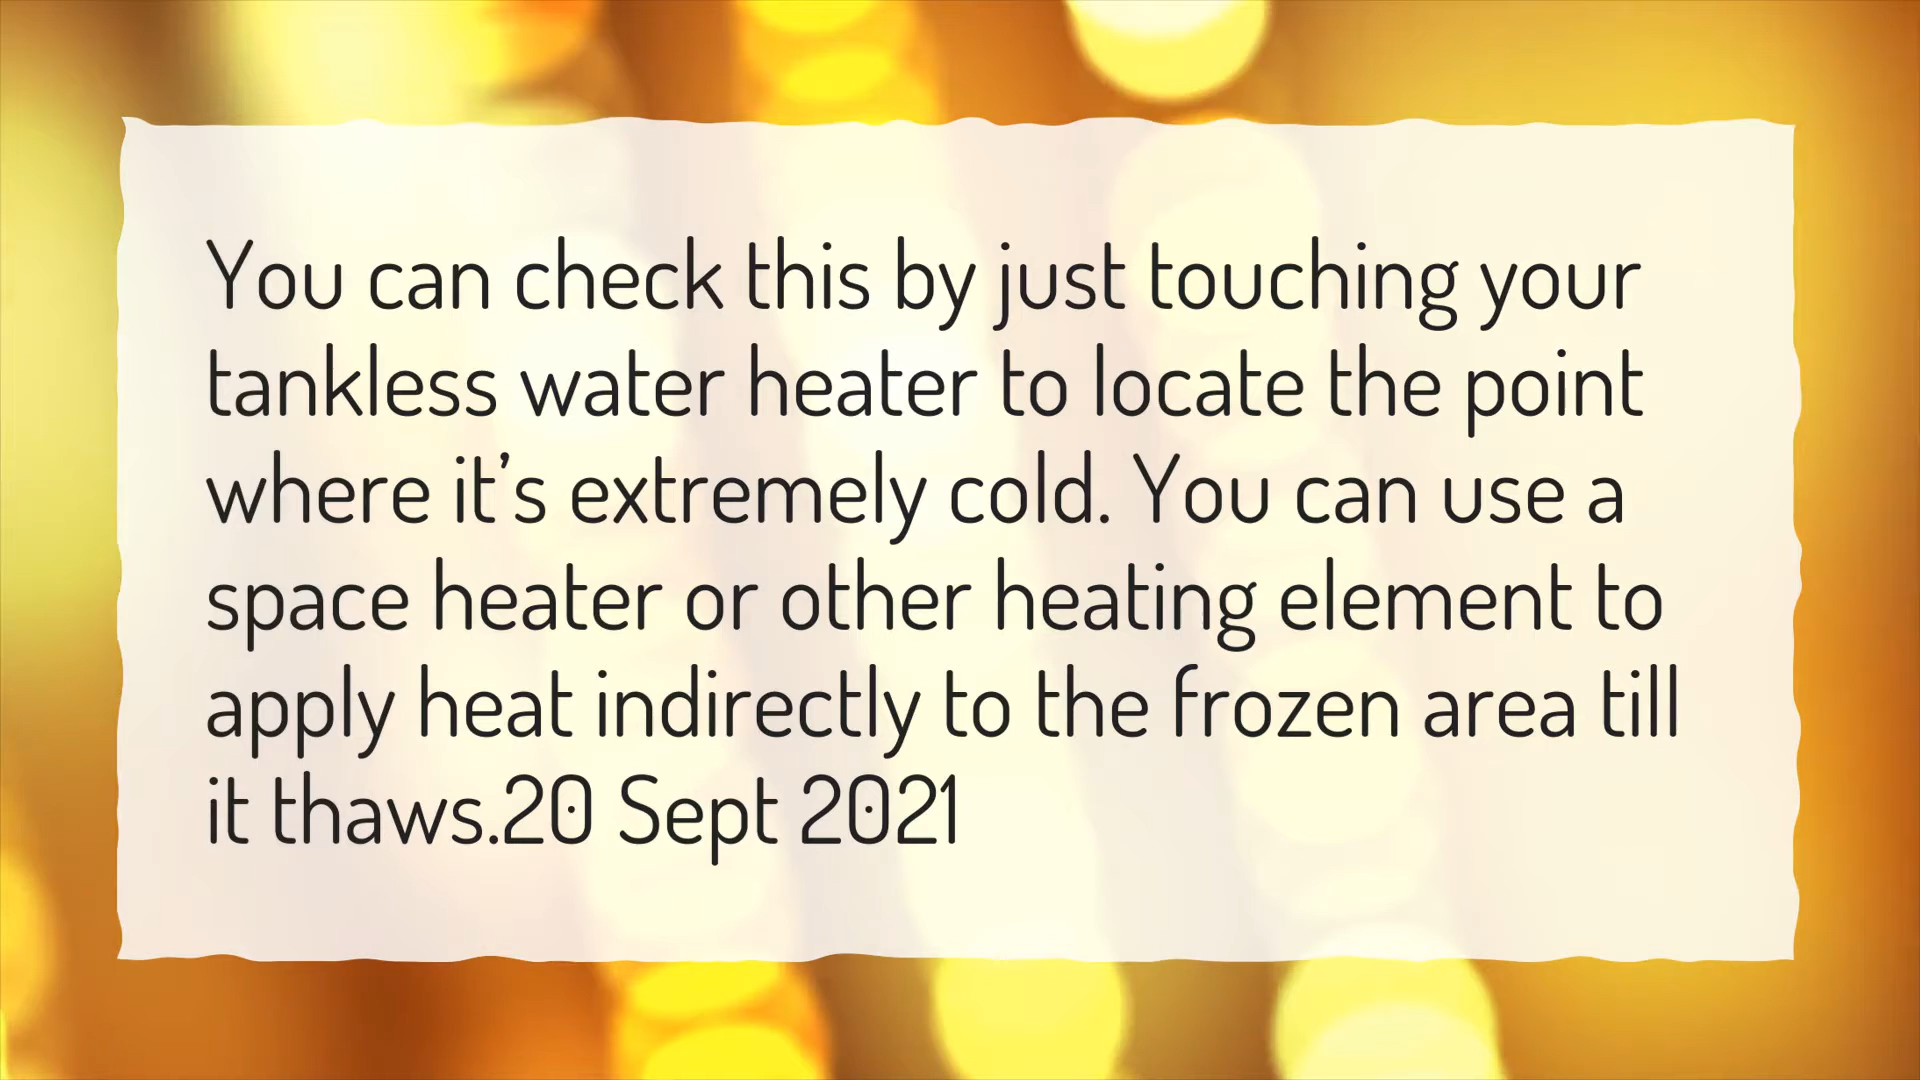 You can check this by just touching your
tankless water heater to locate the point
where it’s extremely cold. You can use a
space heater or other heating element to
apply heat indirectly to the frozen area till
it thaws.20 Sept 2021